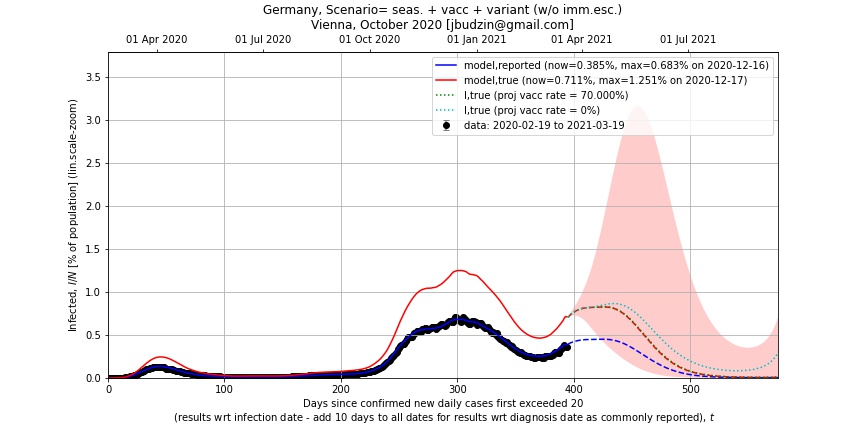 Germany, Scenario= seas. + vacc + variant (w/o imm.esc.)
Vienna, October 2020 [jbudzin@gmail.com]
01 Apr 2020 01 Jul 2020 01 Oct 2020 01 Jan 2021 01 Apr 2021 01 Jul 2021
model,reported (now=0.385%, max=0.683% on 2020-12-16)
model,true (now=0.711%, max=1.251% on 2020-12-17)
I,true (proj vacc rate = 70.000%)
I,true (proj vacc rate = 0%)
data: 2020-02-19 to 2021-03-19
Infected, I/N [% of population] (lin.scale-zoom)
3.5
3.0
2.5
2.0
1.5
1.0
0.5
0.0
0 100 200 300 400 500
Days since confirmed new daily cases first exceeded 20
(results wrt infection date - add 10 days to all dates for results wrt diagnosis date as commonly reported), t